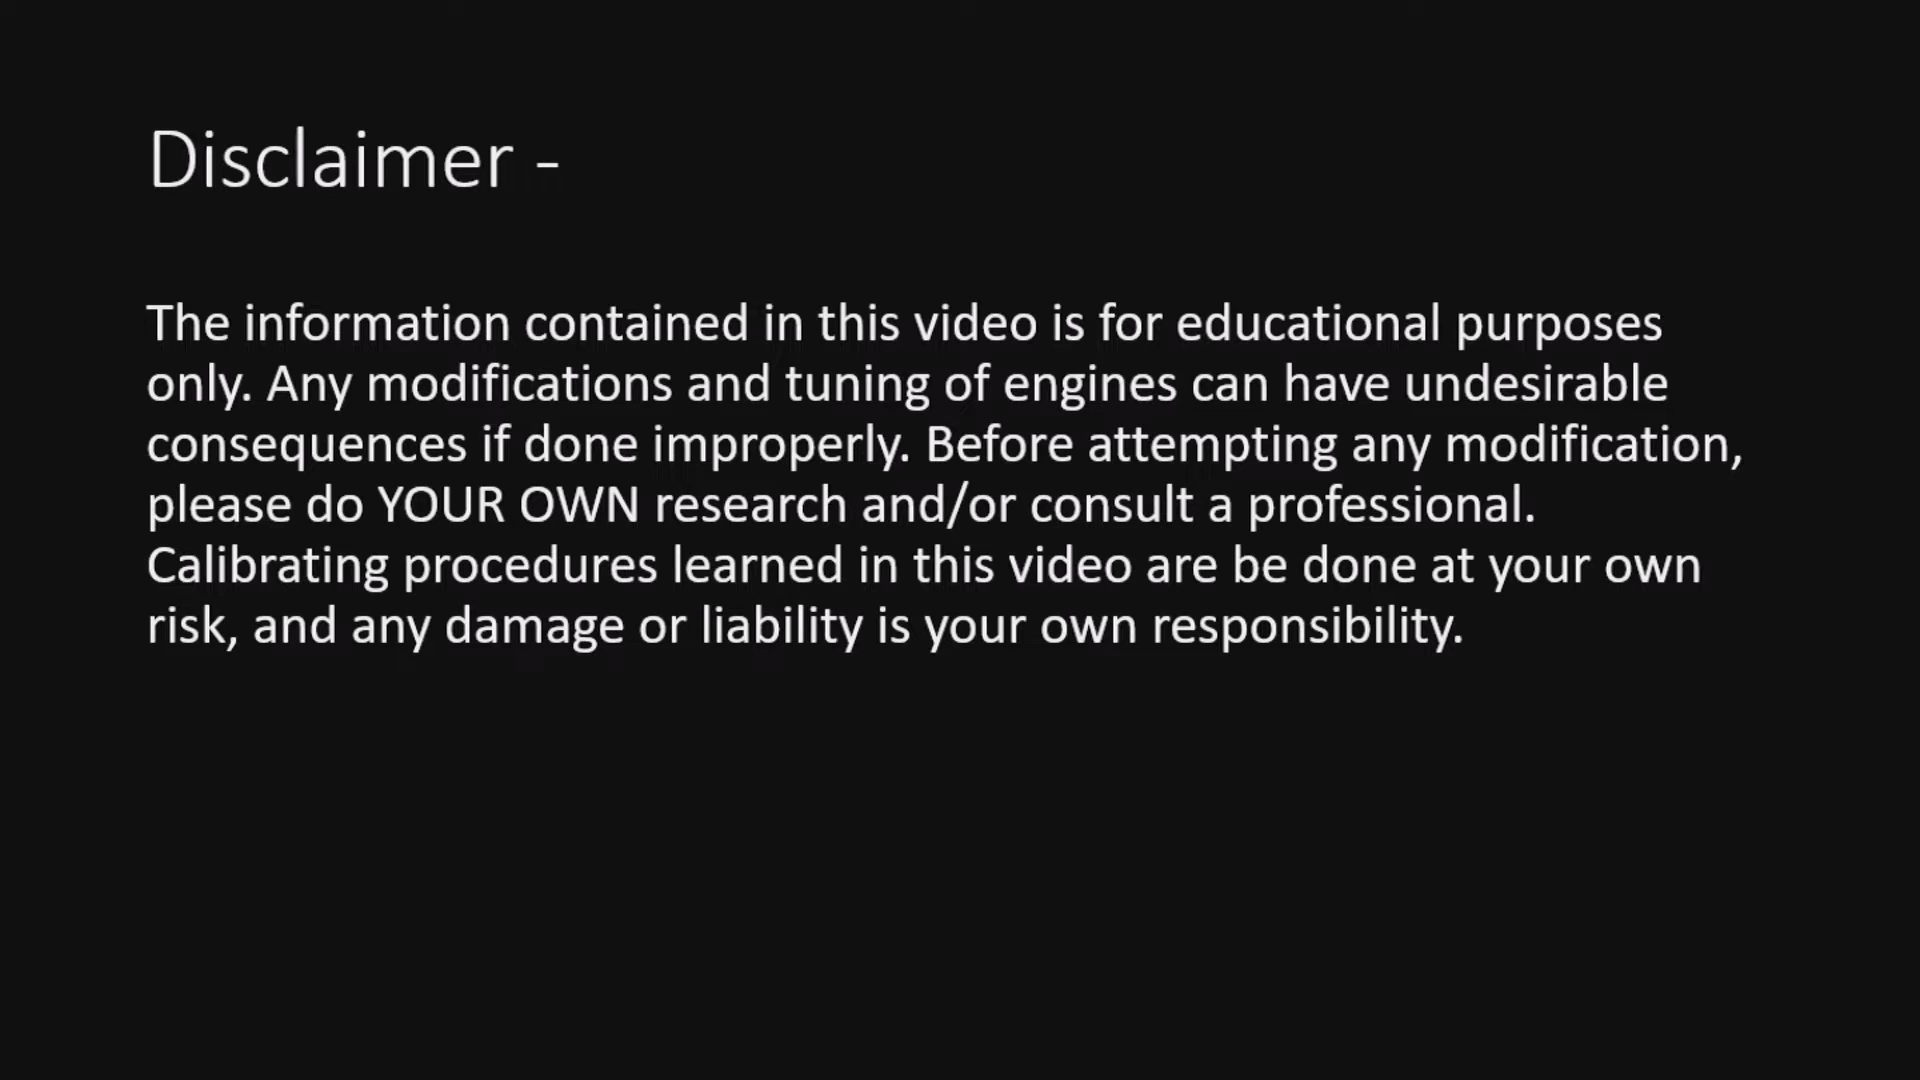 Disclaimer -
The information contained in this video is for educational purposes
only. Any modifications and tuning of engines can have undesirable
consequences if done improperly. Before attempting any modification,
please do YOUR OWN research and/or consult a professional.
Calibrating procedures learned in this video are be done at your own
risk, and any damage or liability is your own responsibility.